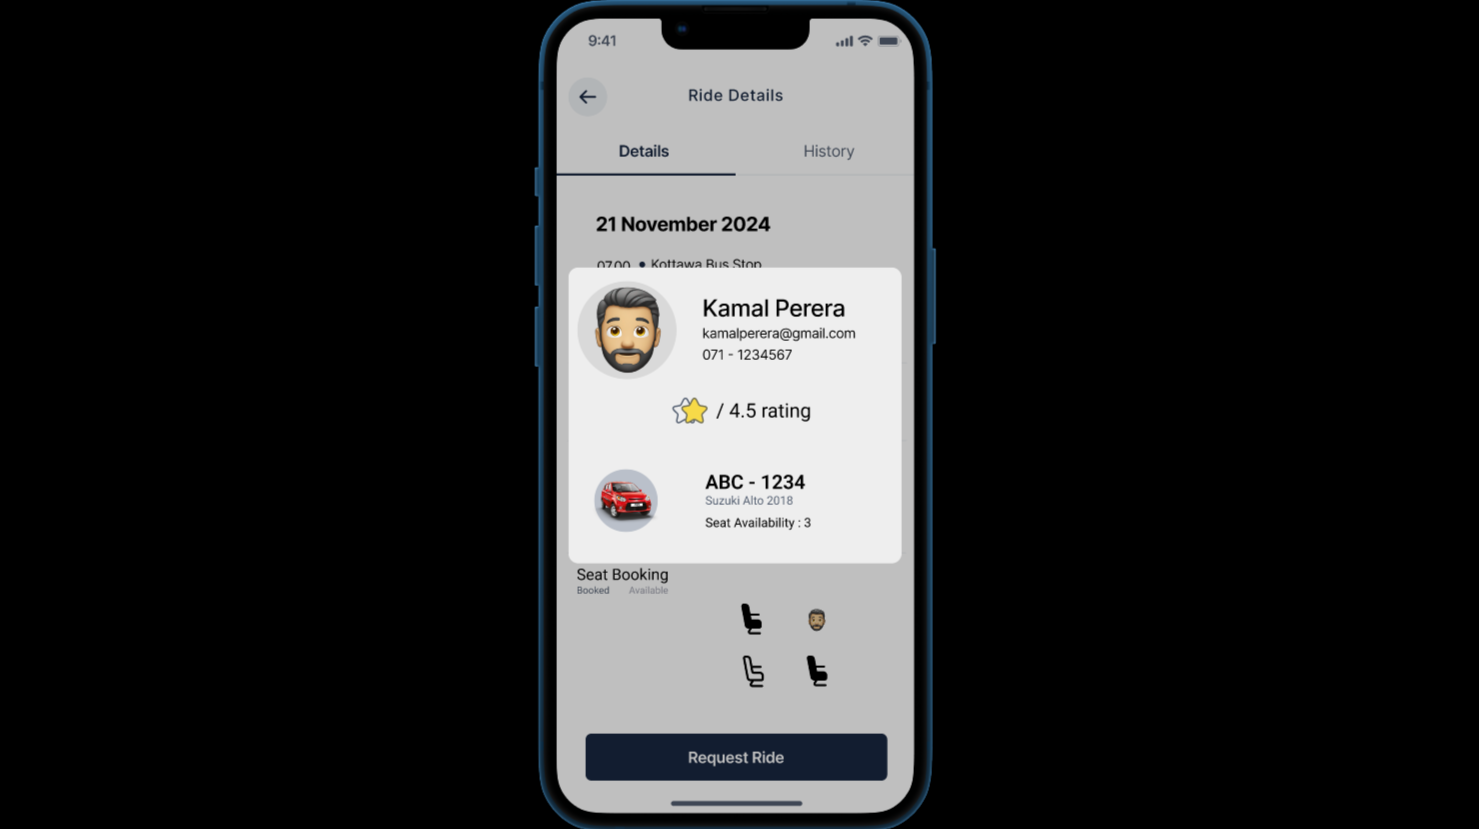 9:41
Ride Details
Details History
21 November 2024
07.00 • Kottawa Bus Stop
Kamal Perera
kamalperera@gmail.com
071 - 1234567
/ 4.5 rating
ABC - 1234
Suzuki Alto 2018
Seat Availability : 3
Seat Booking
Booked Available
Request Ride